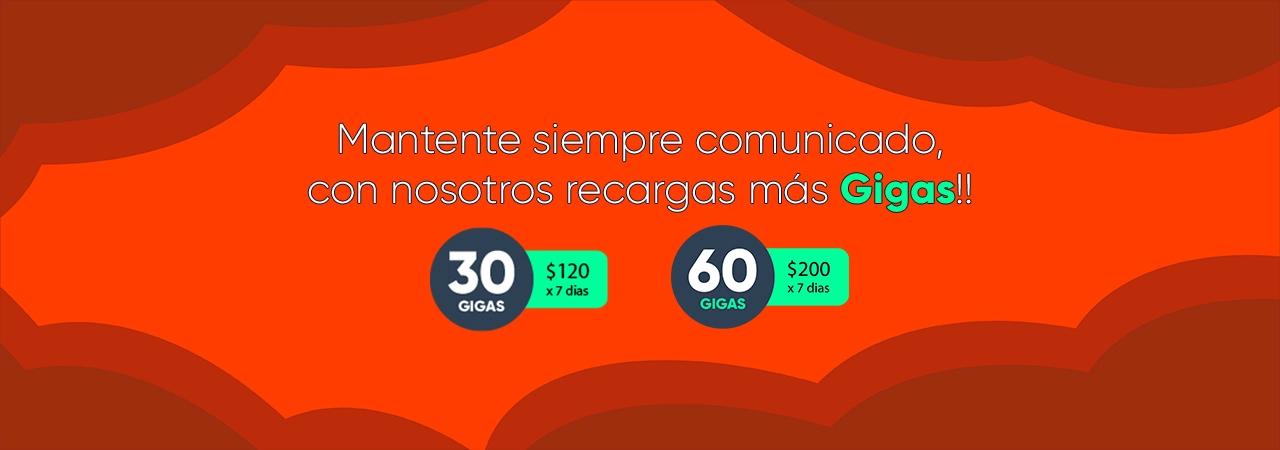 Mantente siempre comunicado,
con nosotros recargas más Gigas!!
30
GIGAS
$120
x 7 dias
60
GIGAS
$200
x 7 dias